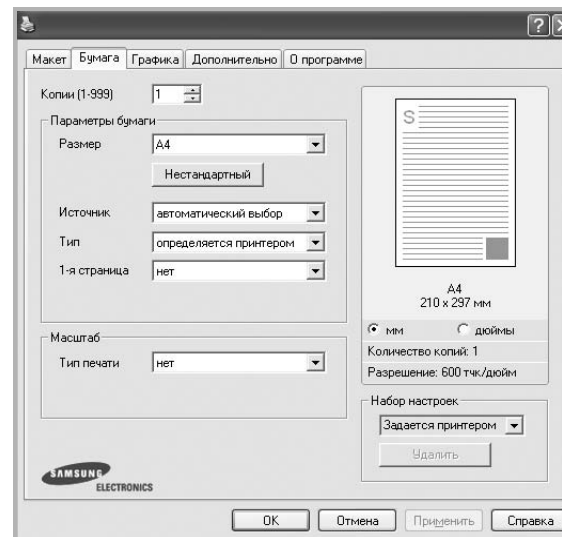 Макет Бумага Графика Дополнительно О программе
Копии (1-999) 1
Параметры бумаги
Размер A4
Нестандартный
Источник автоматический выбор
Тип определяется принтером
1-я страница нет
Масштаб
Тип печати нет
SAMSUNG
ELECTRONICS
S
A4
210 x 297 мм
мм дюймы
Количество копий: 1
Разрешение: 600 тчк/дюйм
Набор настроек
Задается принтером
Удалить
OK Отмена Применить Справка